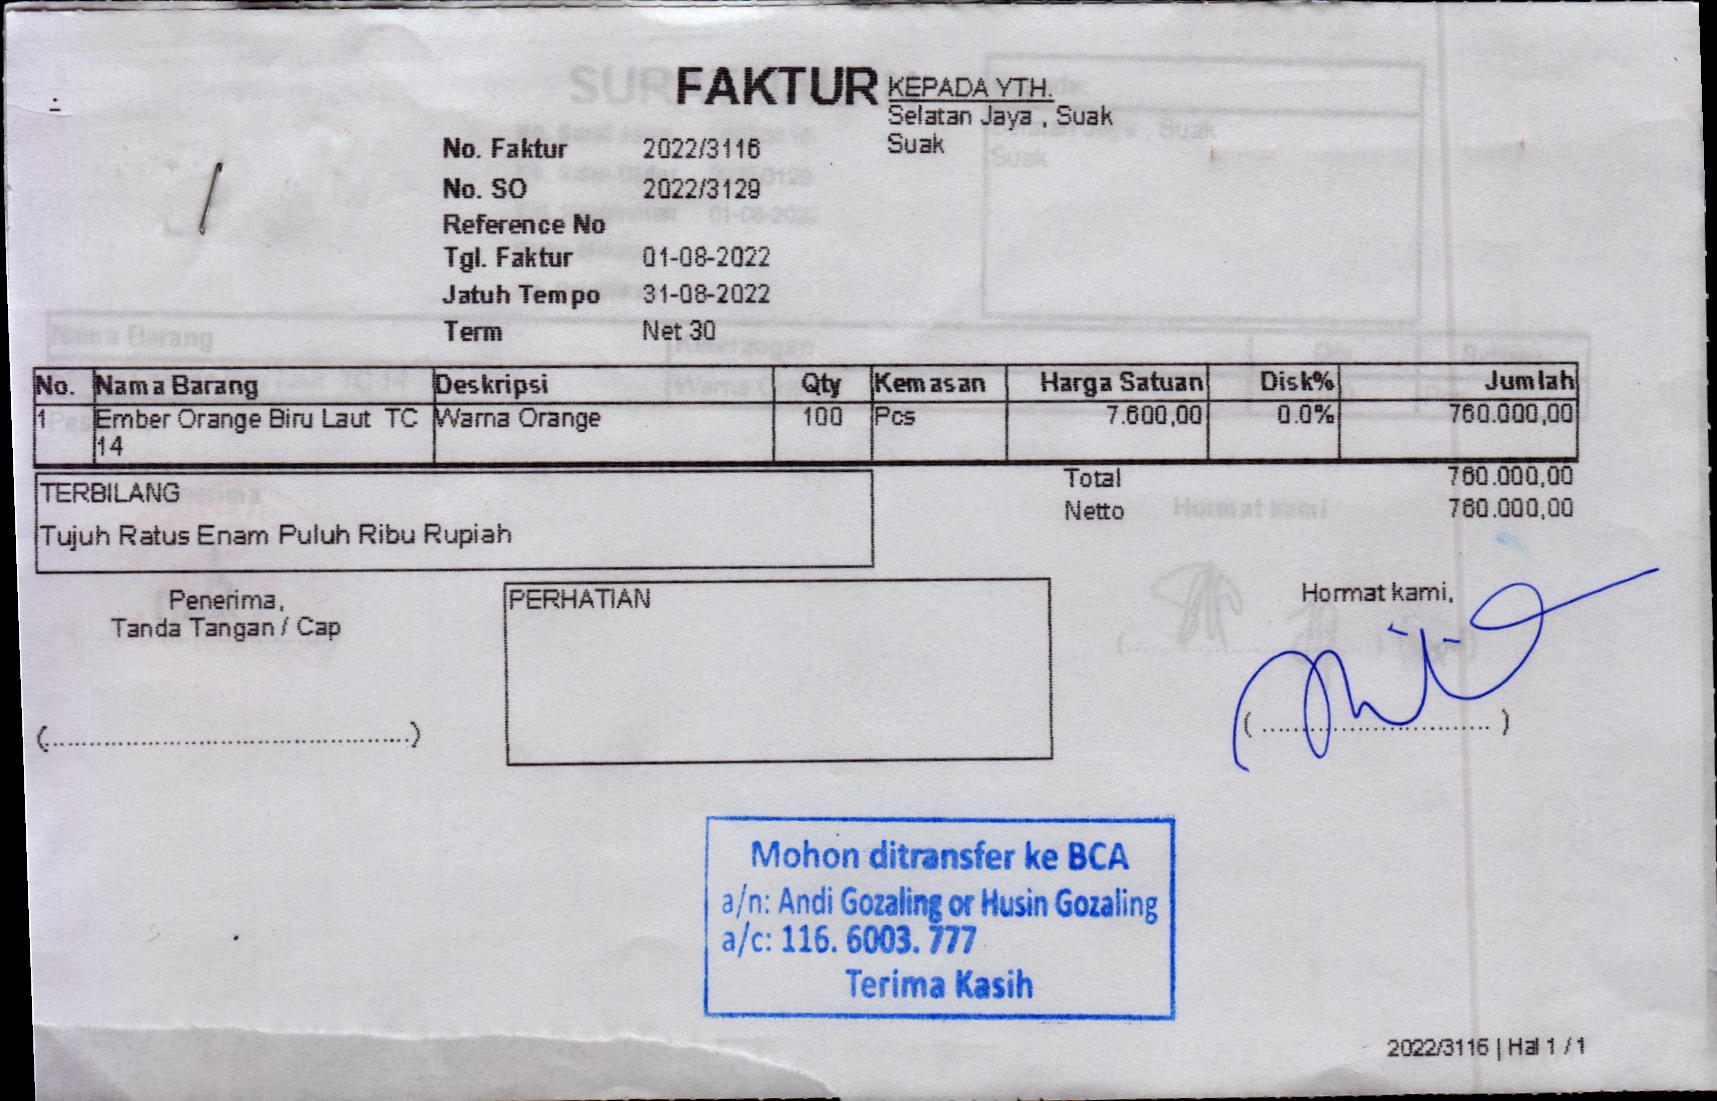 FAKTUR
KEPADA YTH.
Selatan Jaya , Suak
Suak
No. Faktur 2022/3116
No. SO 2022/3129
Reference No
Tgl. Faktur 01-08-2022
Jatuh Tempo 31-08-2022
Term Net 30
No. Nama Barang Deskripsi Qty Kemasan Harga Satuan Disk% Jumlah
1 Ember Orange Biru Laut TC Warna Orange 100 Pcs 7.600,00 0.0% 760.000,00
14
Total 760.000,00
Netto 760.000,00
TERBILANG
Tujuh Ratus Enam Puluh Ribu Rupiah
Penerima,
Tanda Tangan / Cap
PERHATIAN
Hormat kami,
Mohon ditransfer ke BCA
a/n: Andi Gozaling or Husin Gozaling
a/c: 116. 6003. 777
Terima Kasih
2022/3116 | Hal 1 / 1